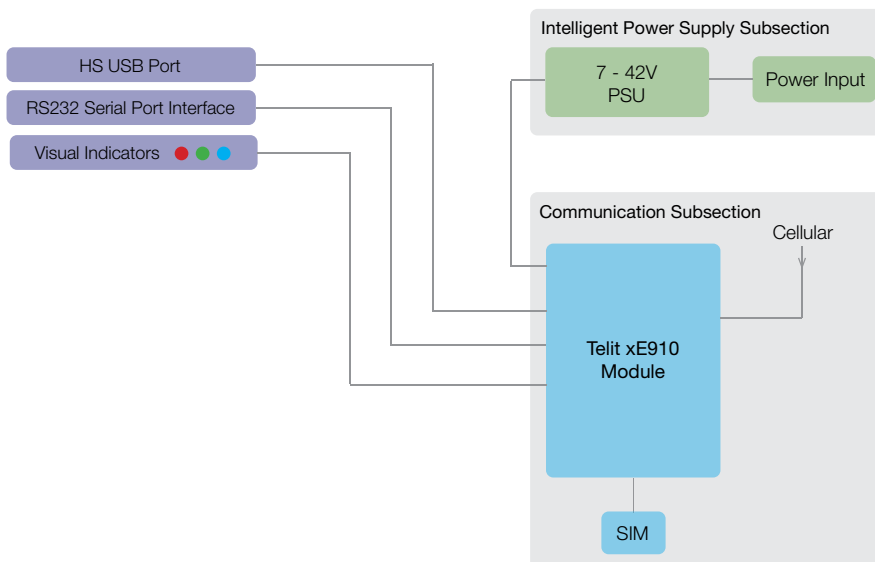 Intelligent Power Supply Subsection
HS USB Port
7 - 42V
PSU
Power Input
RS232 Serial Port Interface
Visual Indicators
Communication Subsection
Cellular
Telit xE910
Module
SIM